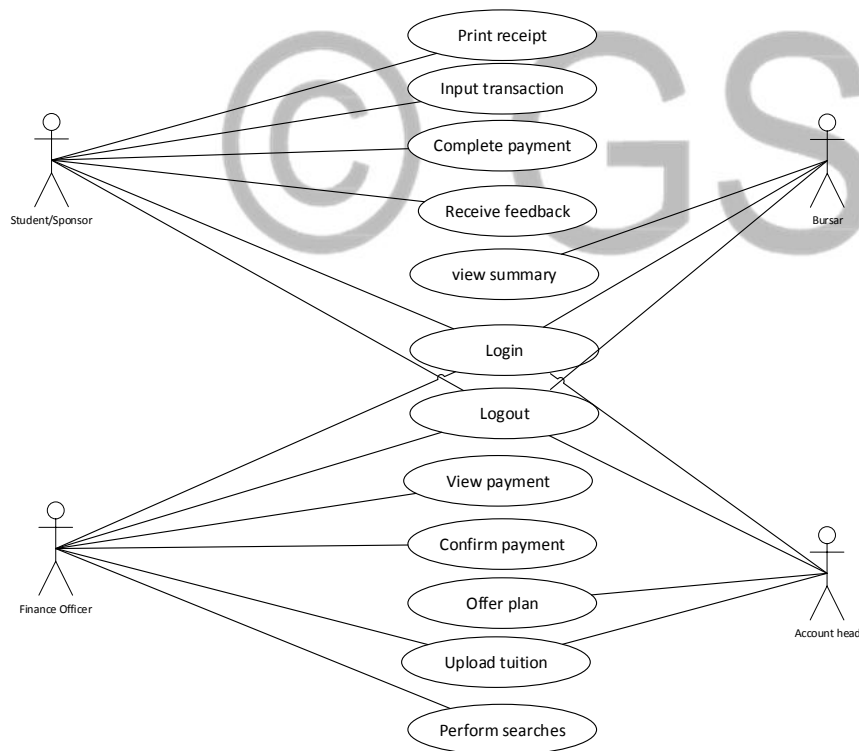 © GS
Print receipt
Input transaction
Complete payment
Student/Sponsor
Receive feedback
Bursar
view summary
Login
Logout
View payment
Confirm payment
Finance Officer
Offer plan
Account head
Upload tuition
Perform searches